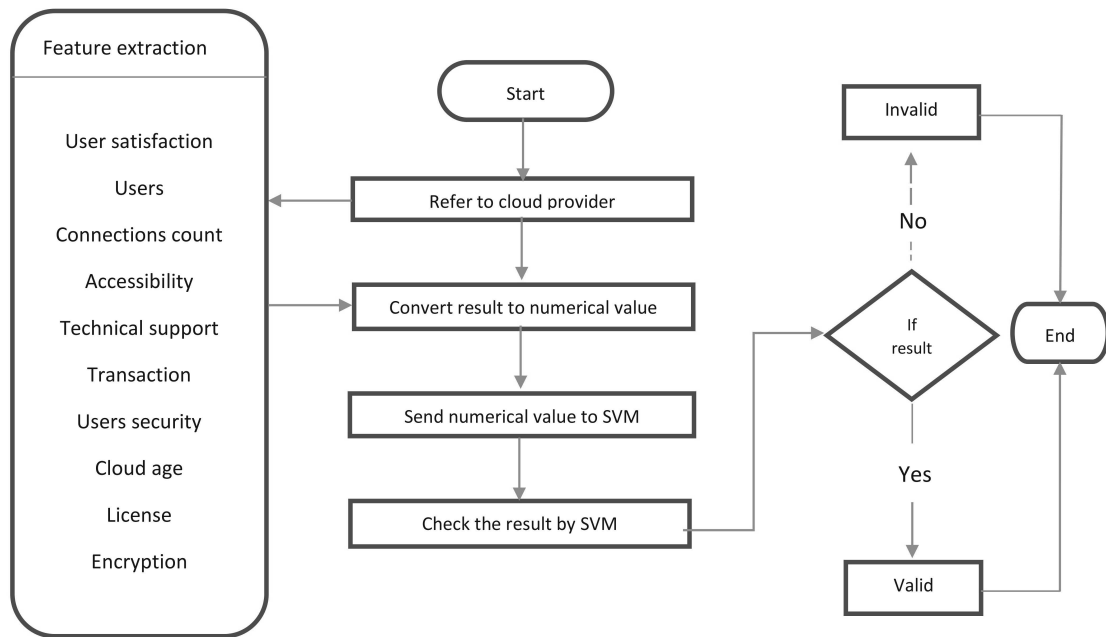 Feature extraction
User satisfaction
Users
Connections count
Accessibility
Technical support
Transaction
Users security
Cloud age
License
Encryption
Start
Refer to cloud provider
Convert result to numerical value
Send numerical value to SVM
Check the result by SVM
Invalid
No
If
result
Yes
Valid
End